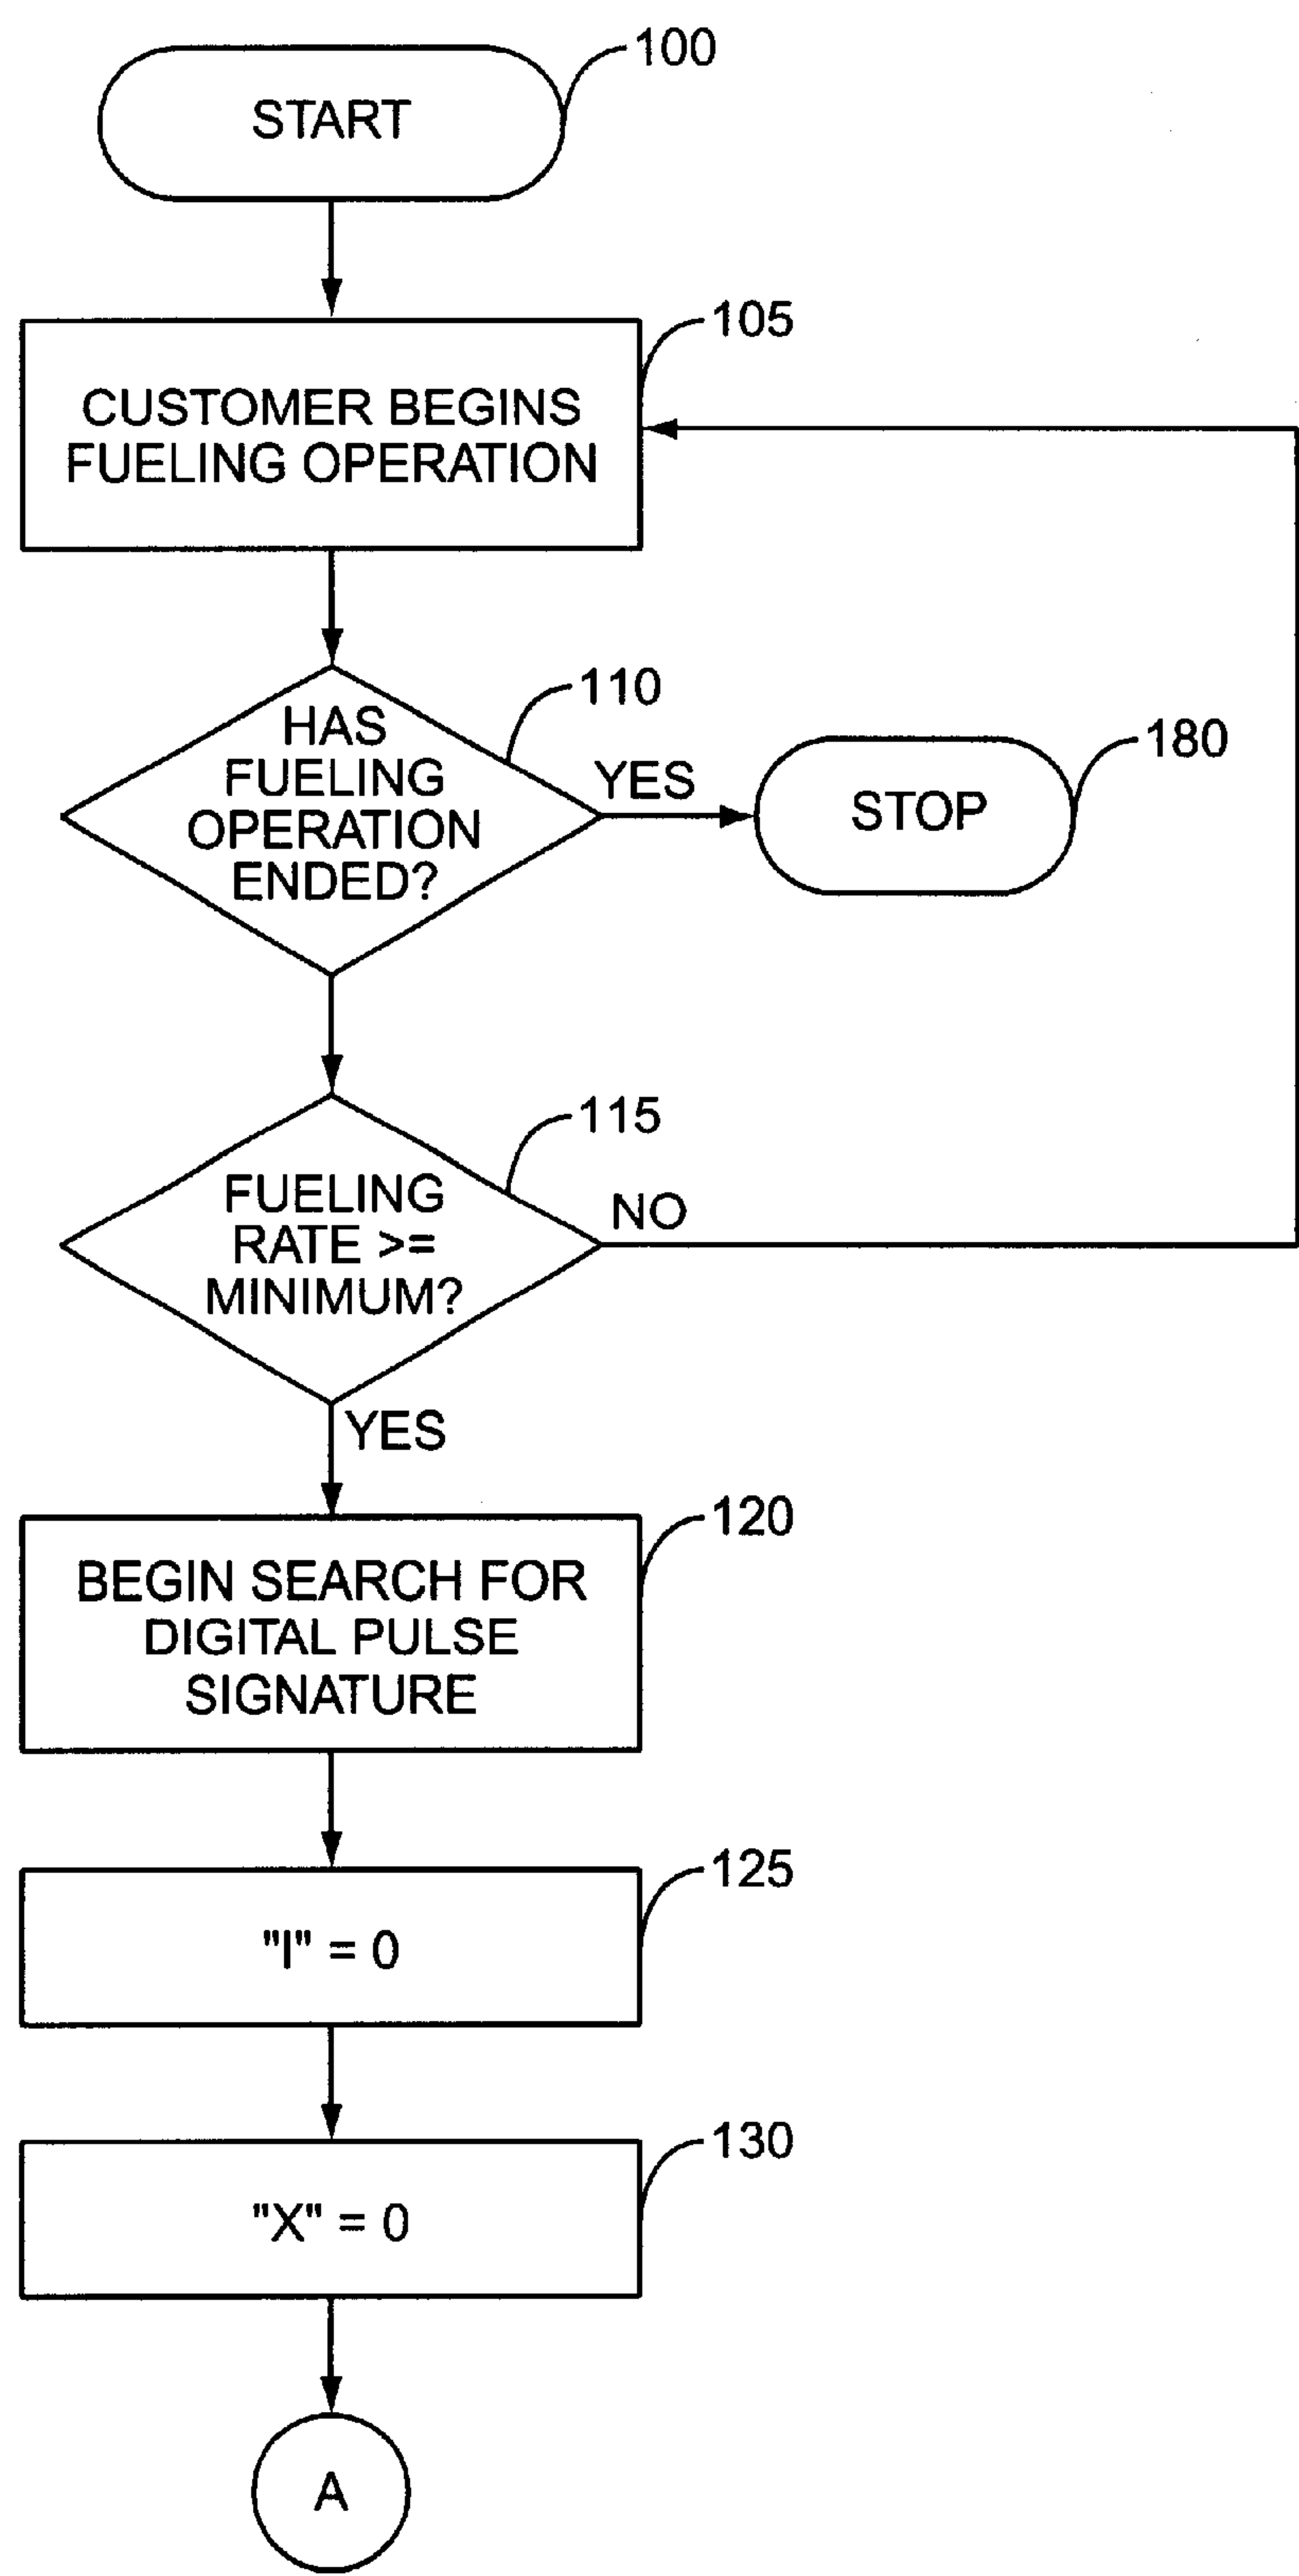 100
START
105
CUSTOMER BEGINS
FUELING OPERATION
110
HAS
FUELING
OPERATION
ENDED?
YES
180
STOP
115
FUELING
RATE >=
MINIMUM?
NO
YES
120
BEGIN SEARCH FOR
DIGITAL PULSE
SIGNATURE
125
"I" = 0
130
"X" = 0
A